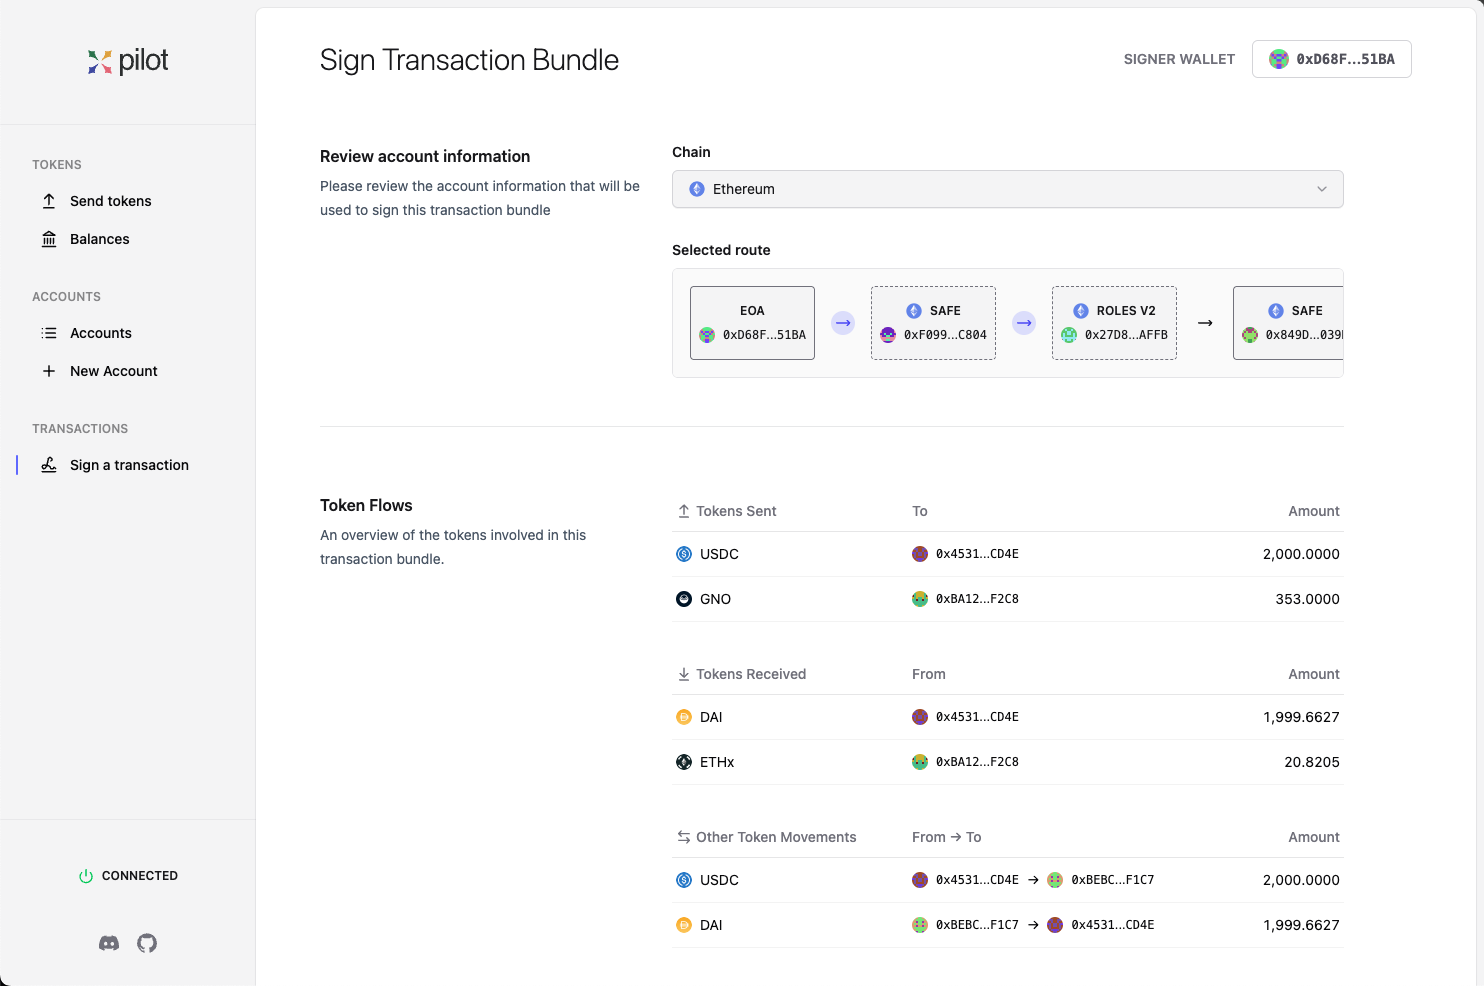 pilot
TOKENS
Send tokens
Balances
ACCOUNTS
Accounts
New Account
TRANSACTIONS
Sign a transaction
CONNECTED
Sign Transaction Bundle
SIGNER WALLET
0xD68F...51BA
Review account information
Please review the account information that will be
used to sign this transaction bundle
Chain
Ethereum
Selected route
EOA
0xD68F...51BA
SAFE
0xF099...C804
ROLES V2
0x27D8...AFFB
SAFE
0x849D...039
Token Flows
An overview of the tokens involved in this
transaction bundle.
Tokens Sent To Amount
USDC 0x4531...CD4E 2,000.0000
GNO 0xBA12...F2C8 353.0000
Tokens Received From Amount
DAI 0x4531...CD4E 1,999.6627
ETHx 0xBA12...F2C8 20.8205
Other Token Movements From → To Amount
USDC 0x4531...CD4E → 0xBEBC...F1C7 2,000.0000
DAI 0xBEBC...F1C7 → 0x4531...CD4E 1,999.6627